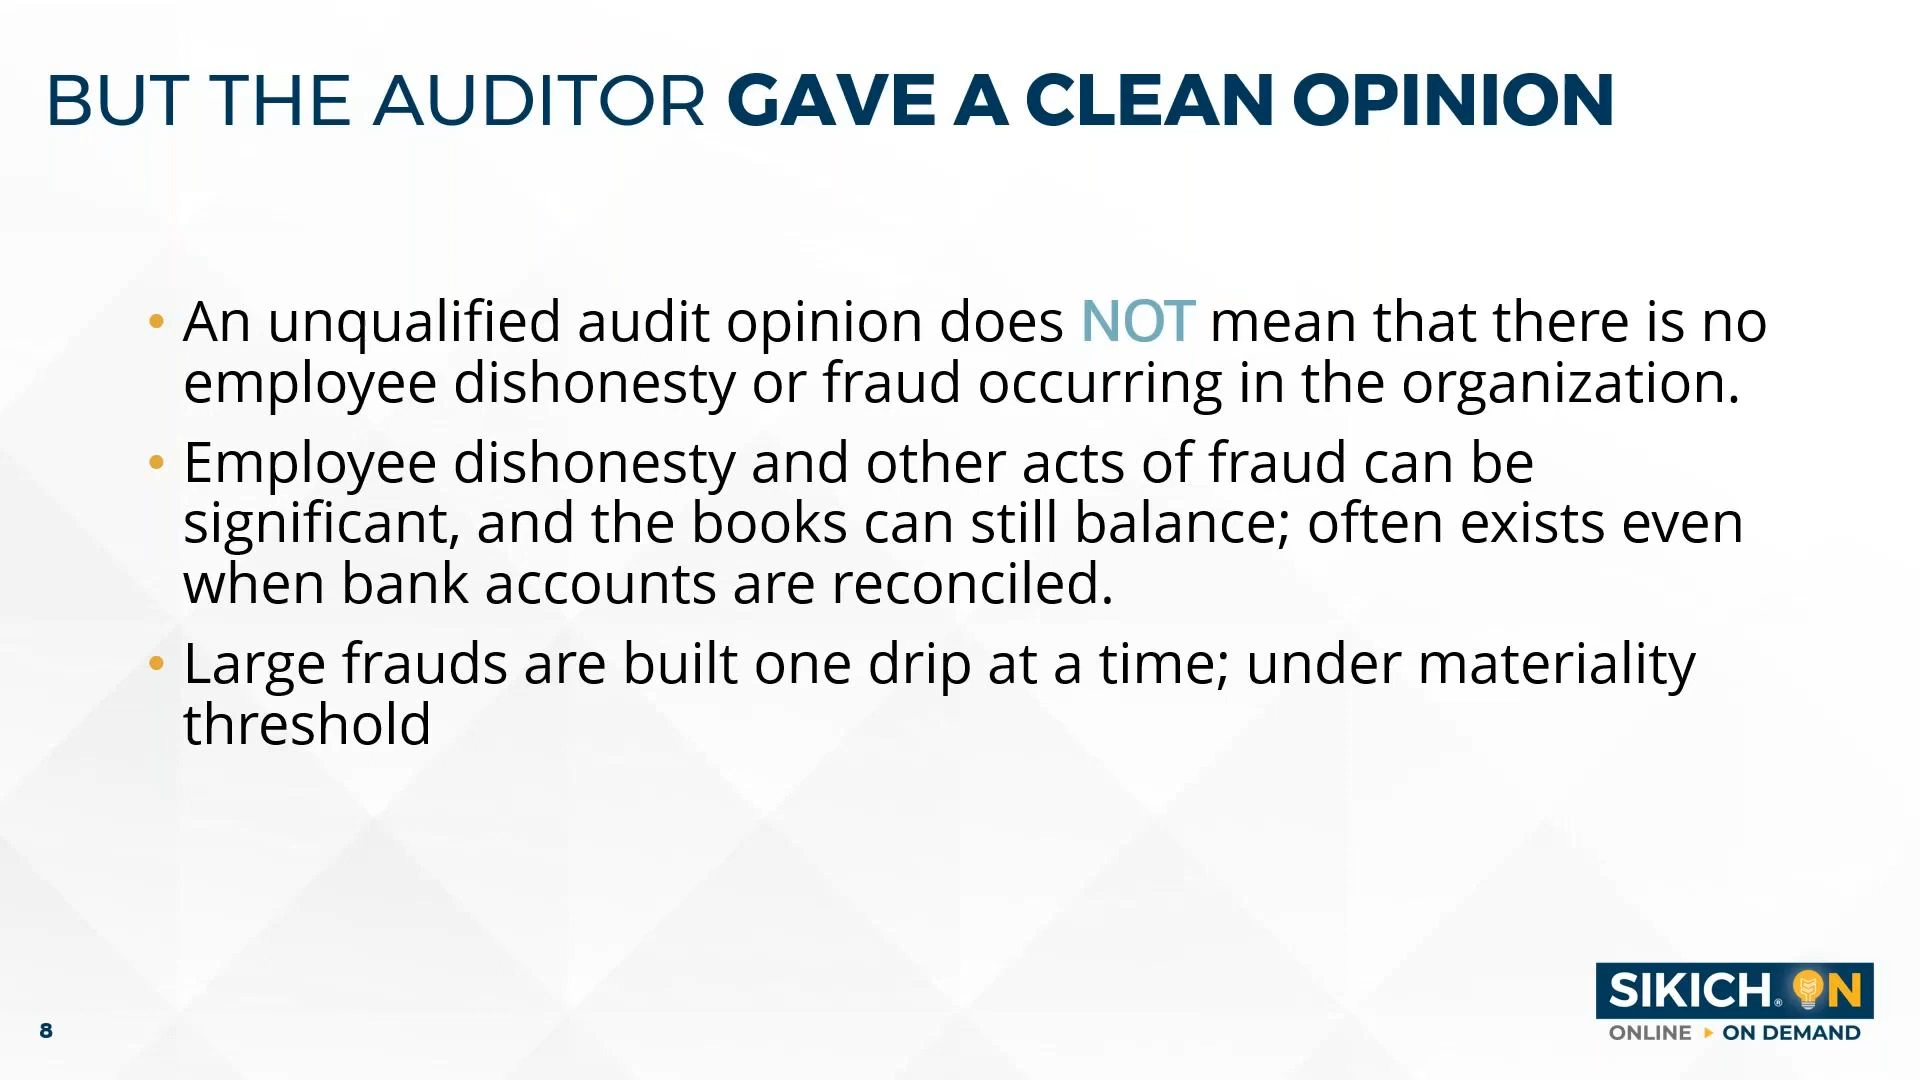 BUT THE AUDITOR GAVE A CLEAN OPINION
• An unqualified audit opinion does NOT mean that there is no
employee dishonesty or fraud occurring in the organization.
• Employee dishonesty and other acts of fraud can be
significant, and the books can still balance; often exists even
when bank accounts are reconciled.
• Large frauds are built one drip at a time; under materiality
threshold
8
SIKICH® ON
ONLINE ▸ ON DEMAND